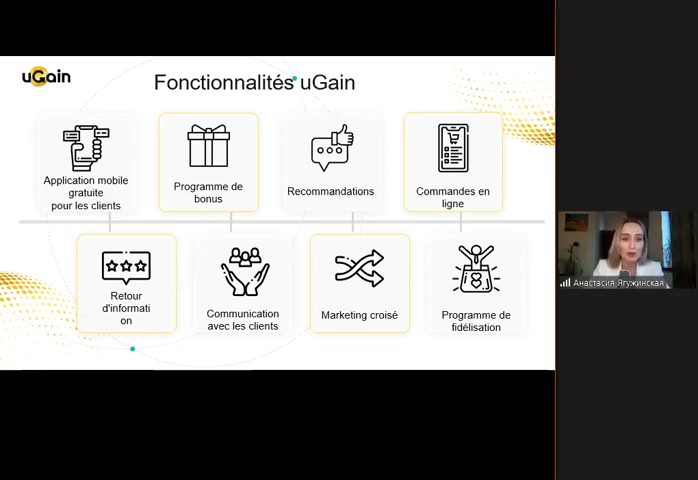 uGain
Fonctionnalités uGain
Application mobile
gratuite
pour les clients
Programme de
bonus
Recommandations
Commandes en
ligne
Retour
d'informati
on
Communication
avec les clients
Marketing croisé
Programme de
fidélisation
Анастасия Ягужинская